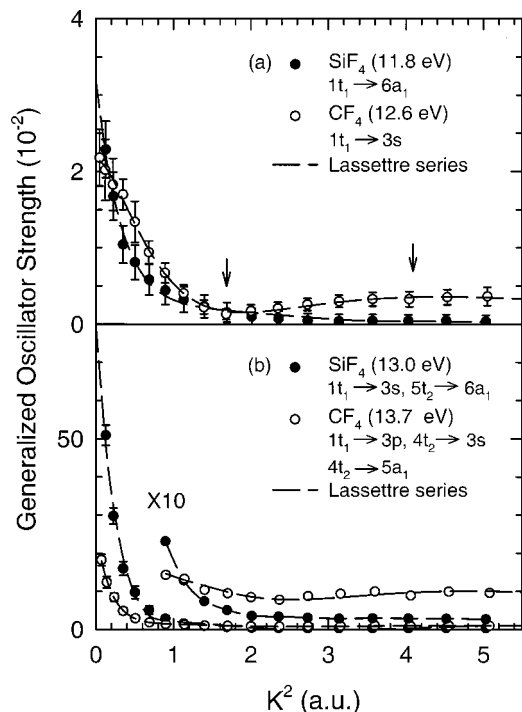 Generalized Oscillator Strength (10⁻²)
4
2
0
(a)
● SiF₄ (11.8 eV)
1t₁→6a₁
○ CF₄ (12.6 eV)
1t₁→3s
Lassettre series
50
0
(b)
● SiF₄ (13.0 eV)
1t₁→3s, 5t₂→6a₁
○ CF₄ (13.7 eV)
1t₁→3p, 4t₂→3s
4t₂→5a₁
Lassettre series
X10
0 1 2 3 4 5
K² (a.u.)